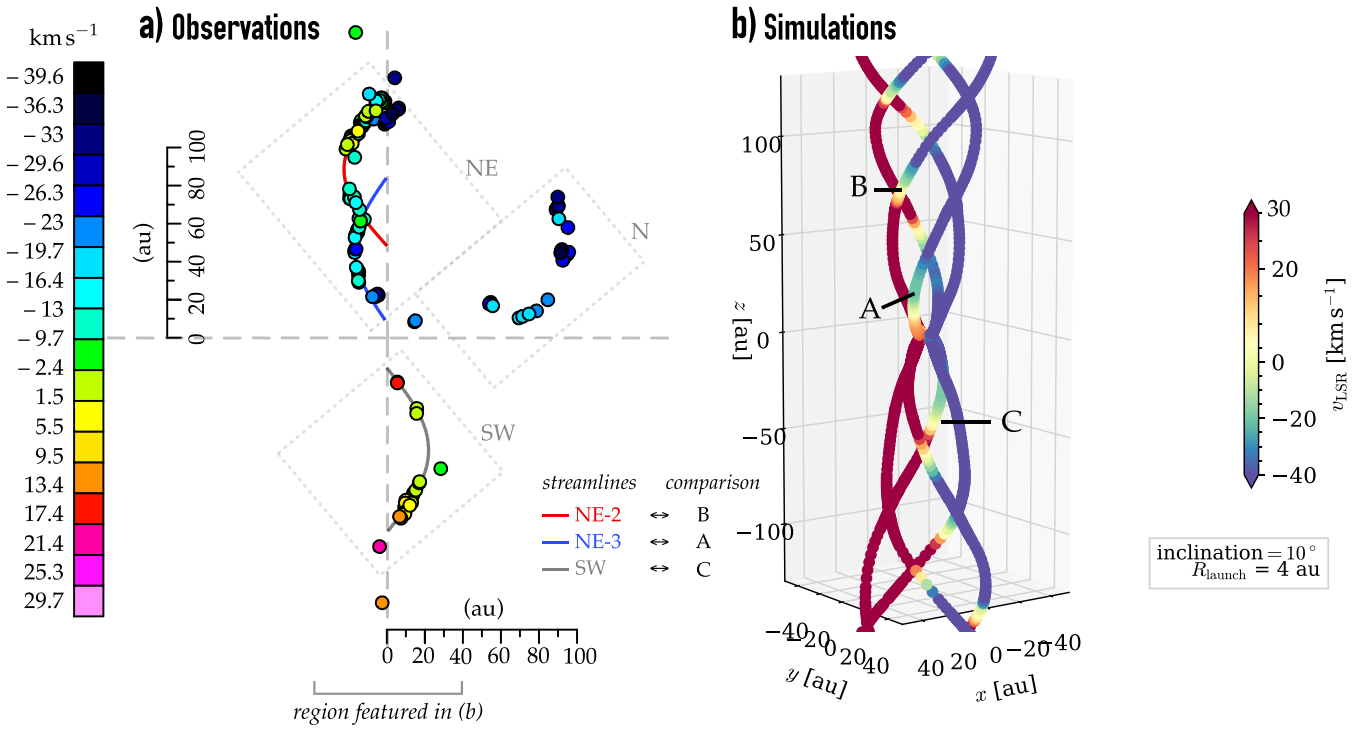 a) Observations
km s⁻¹
− 39.6
− 36.3
− 33
− 29.6
− 26.3
− 23
− 19.7
− 16.4
− 13
− 9.7
− 2.4
1.5
5.5
9.5
13.4
17.4
21.4
25.3
29.7
100
80
60
40
20
0
(au)
NE
N
SW
streamlines comparison
NE-2 ↔ B
NE-3 ↔ A
SW ↔ C
(au)
0 20 40 60 80 100
region featured in (b)
b) Simulations
100
50
0
−50
−100
z [au]
B
A
C
−40
−20
0
20
40
y [au]
40 20 0 −20 −40
x [au]
30
20
0
−20
−40
v_LSR [km s⁻¹]
inclination = 10°
R_launch = 4 au